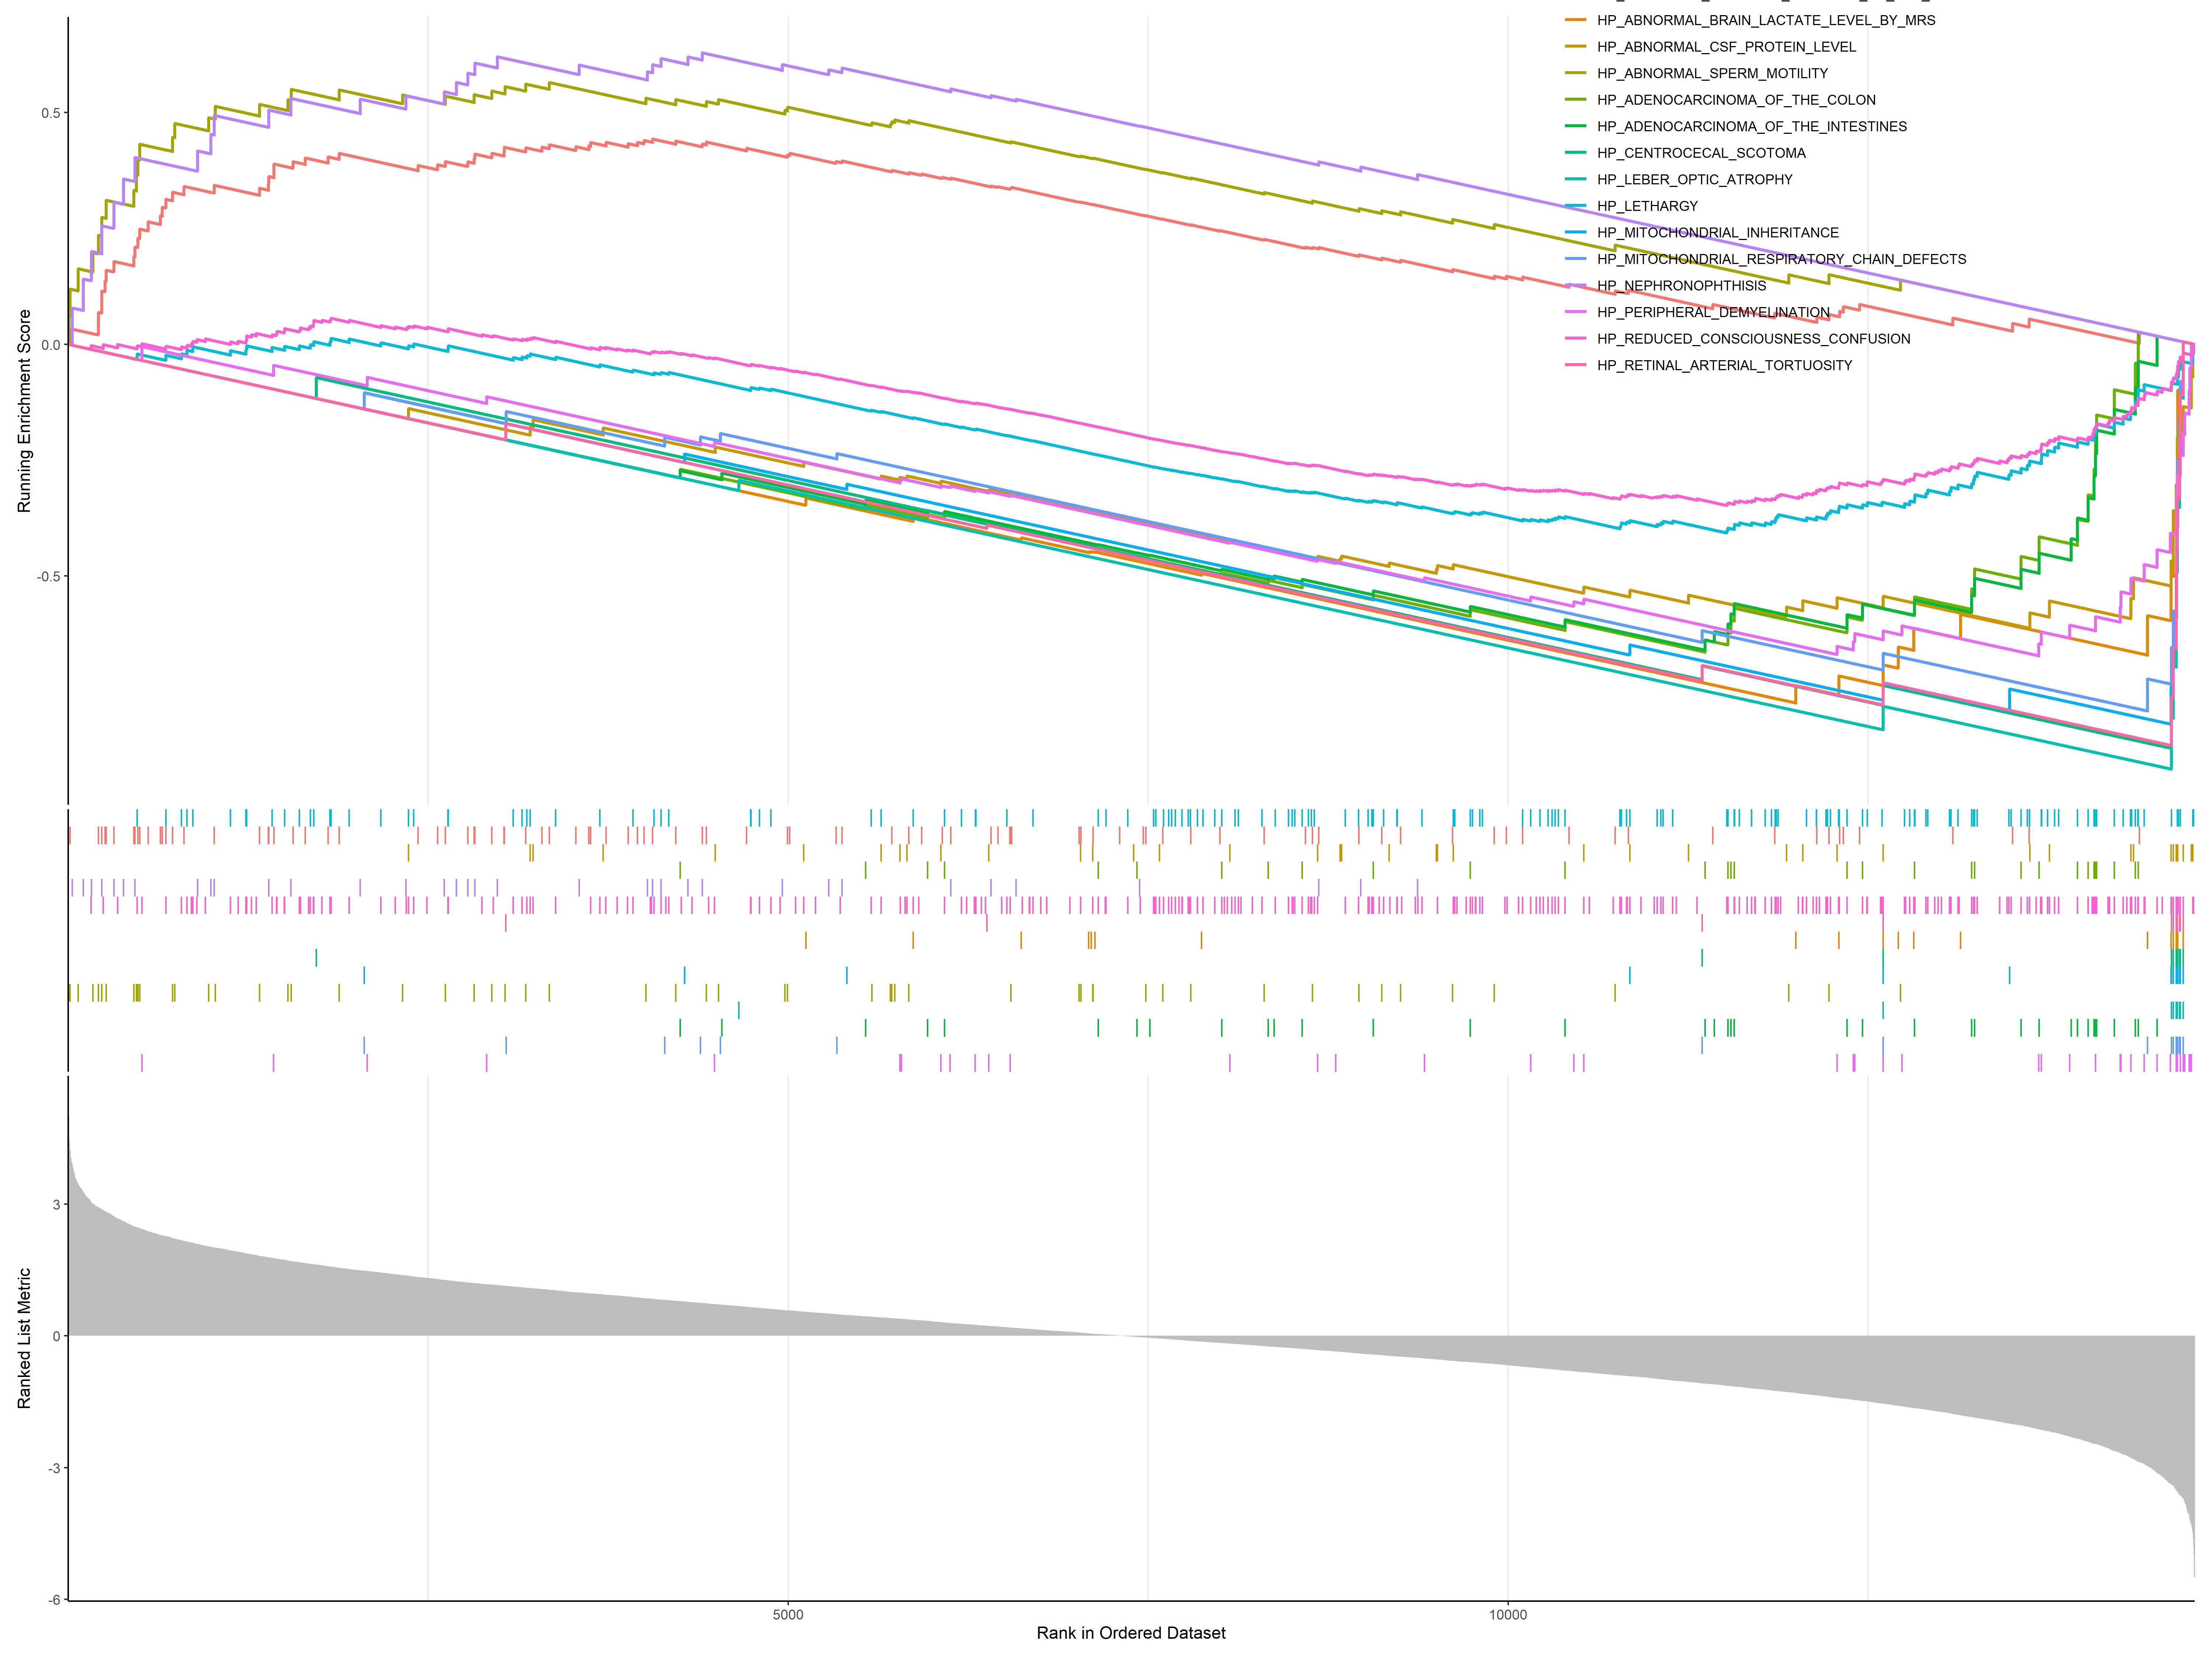 HP_ABNORMAL_BRAIN_LACTATE_LEVEL_BY_MRS
HP_ABNORMAL_CSF_PROTEIN_LEVEL
HP_ABNORMAL_SPERM_MOTILITY
HP_ADENOCARCINOMA_OF_THE_COLON
HP_ADENOCARCINOMA_OF_THE_INTESTINES
HP_CENTROCECAL_SCOTOMA
HP_LEBER_OPTIC_ATROPHY
HP_LETHARGY
HP_MITOCHONDRIAL_INHERITANCE
HP_MITOCHONDRIAL_RESPIRATORY_CHAIN_DEFECTS
HP_NEPHRONOPHTHISIS
HP_PERIPHERAL_DEMYELINATION
HP_REDUCED_CONSCIOUSNESS_CONFUSION
HP_RETINAL_ARTERIAL_TORTUOSITY
0.5
0.0
-0.5
Running Enrichment Score
3
0
-3
-6
Ranked List Metric
5000
10000
Rank in Ordered Dataset